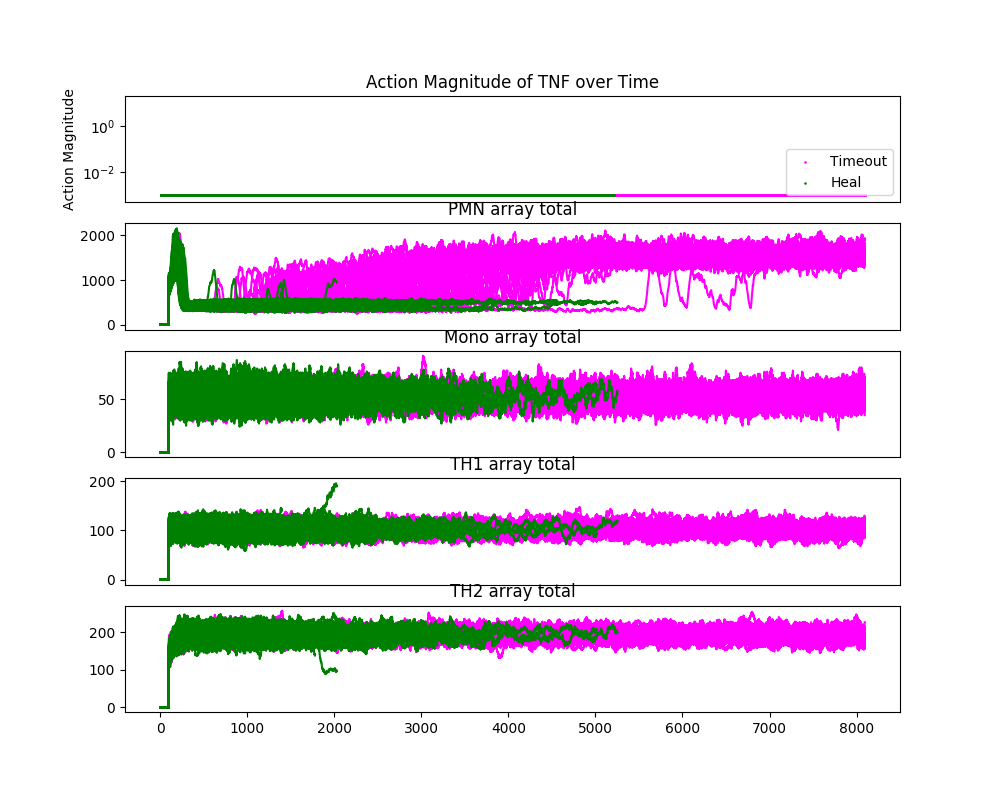 Action Magnitude of TNF over Time
Action Magnitude
10⁰
10⁻²
Timeout
Heal
PMN array total
2000
1000
0
Mono array total
50
0
TH1 array total
200
100
0
TH2 array total
200
100
0
0 1000 2000 3000 4000 5000 6000 7000 8000